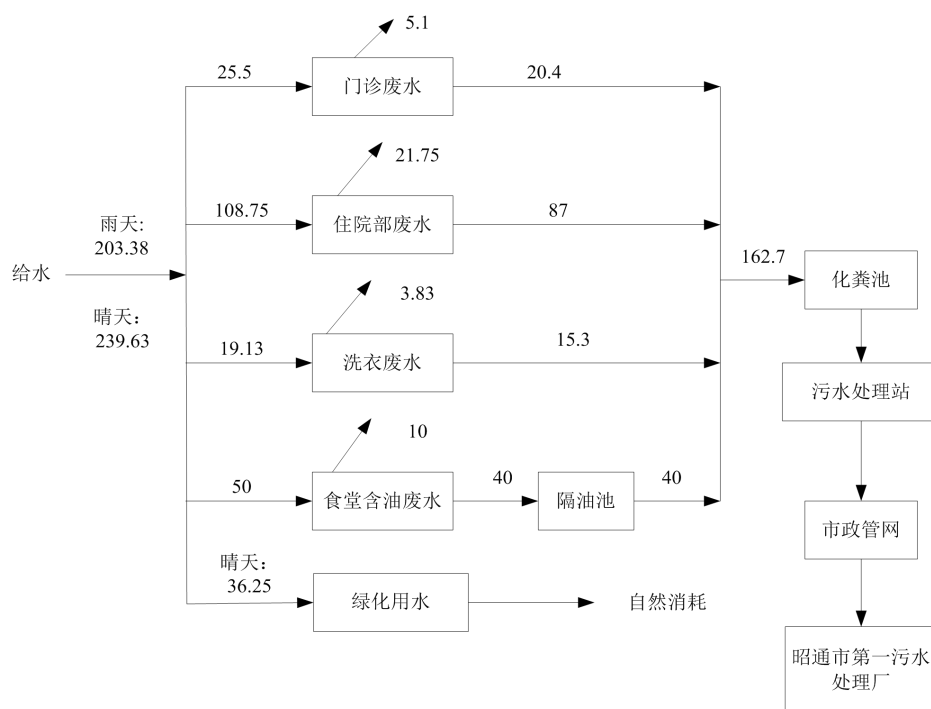 5.1
25.5
门诊废水
20.4
21.75
108.75
住院部废水
87
雨天:
203.38
给水
晴天：
239.63
162.7
化粪池
3.83
19.13
洗衣废水
15.3
污水处理站
10
50
食堂含油废水
40
隔油池
40
市政管网
晴天：
36.25
绿化用水
自然消耗
昭通市第一污水
处理厂